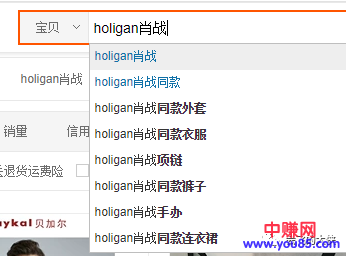 宝贝 holigan肖战
holigan肖战
holigan肖战 holigan肖战同款
holigan肖战同款外套
销量 信用 holigan肖战同款衣服
holigan肖战项链
退货运费险 holigan肖战同款裤子
holigan肖战手办
aykal贝加尔 holigan肖战同款连衣裙
中赚网
www.yo85.com